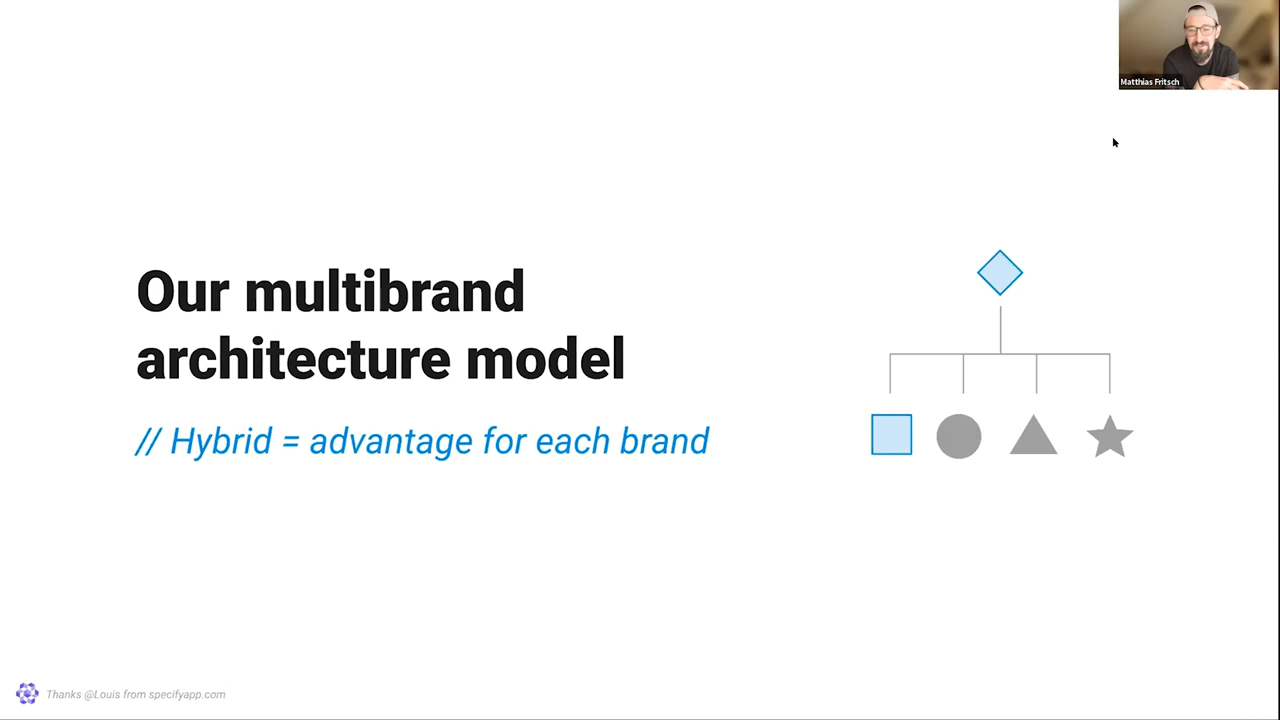 Matthias Fritsch
Our multibrand
architecture model
// Hybrid = advantage for each brand
Thanks @Louis from specifyapp.com